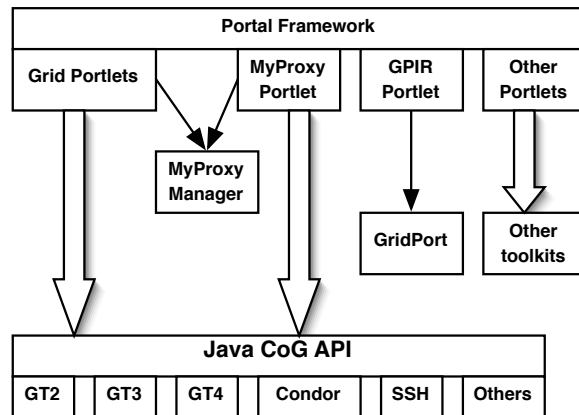 Portal Framework
Grid Portlets
MyProxy
Portlet
GPIR
Portlet
Other
Portlets
MyProxy
Manager
GridPort
Other
toolkits
Java CoG API
GT2
GT3
GT4
Condor
SSH
Others